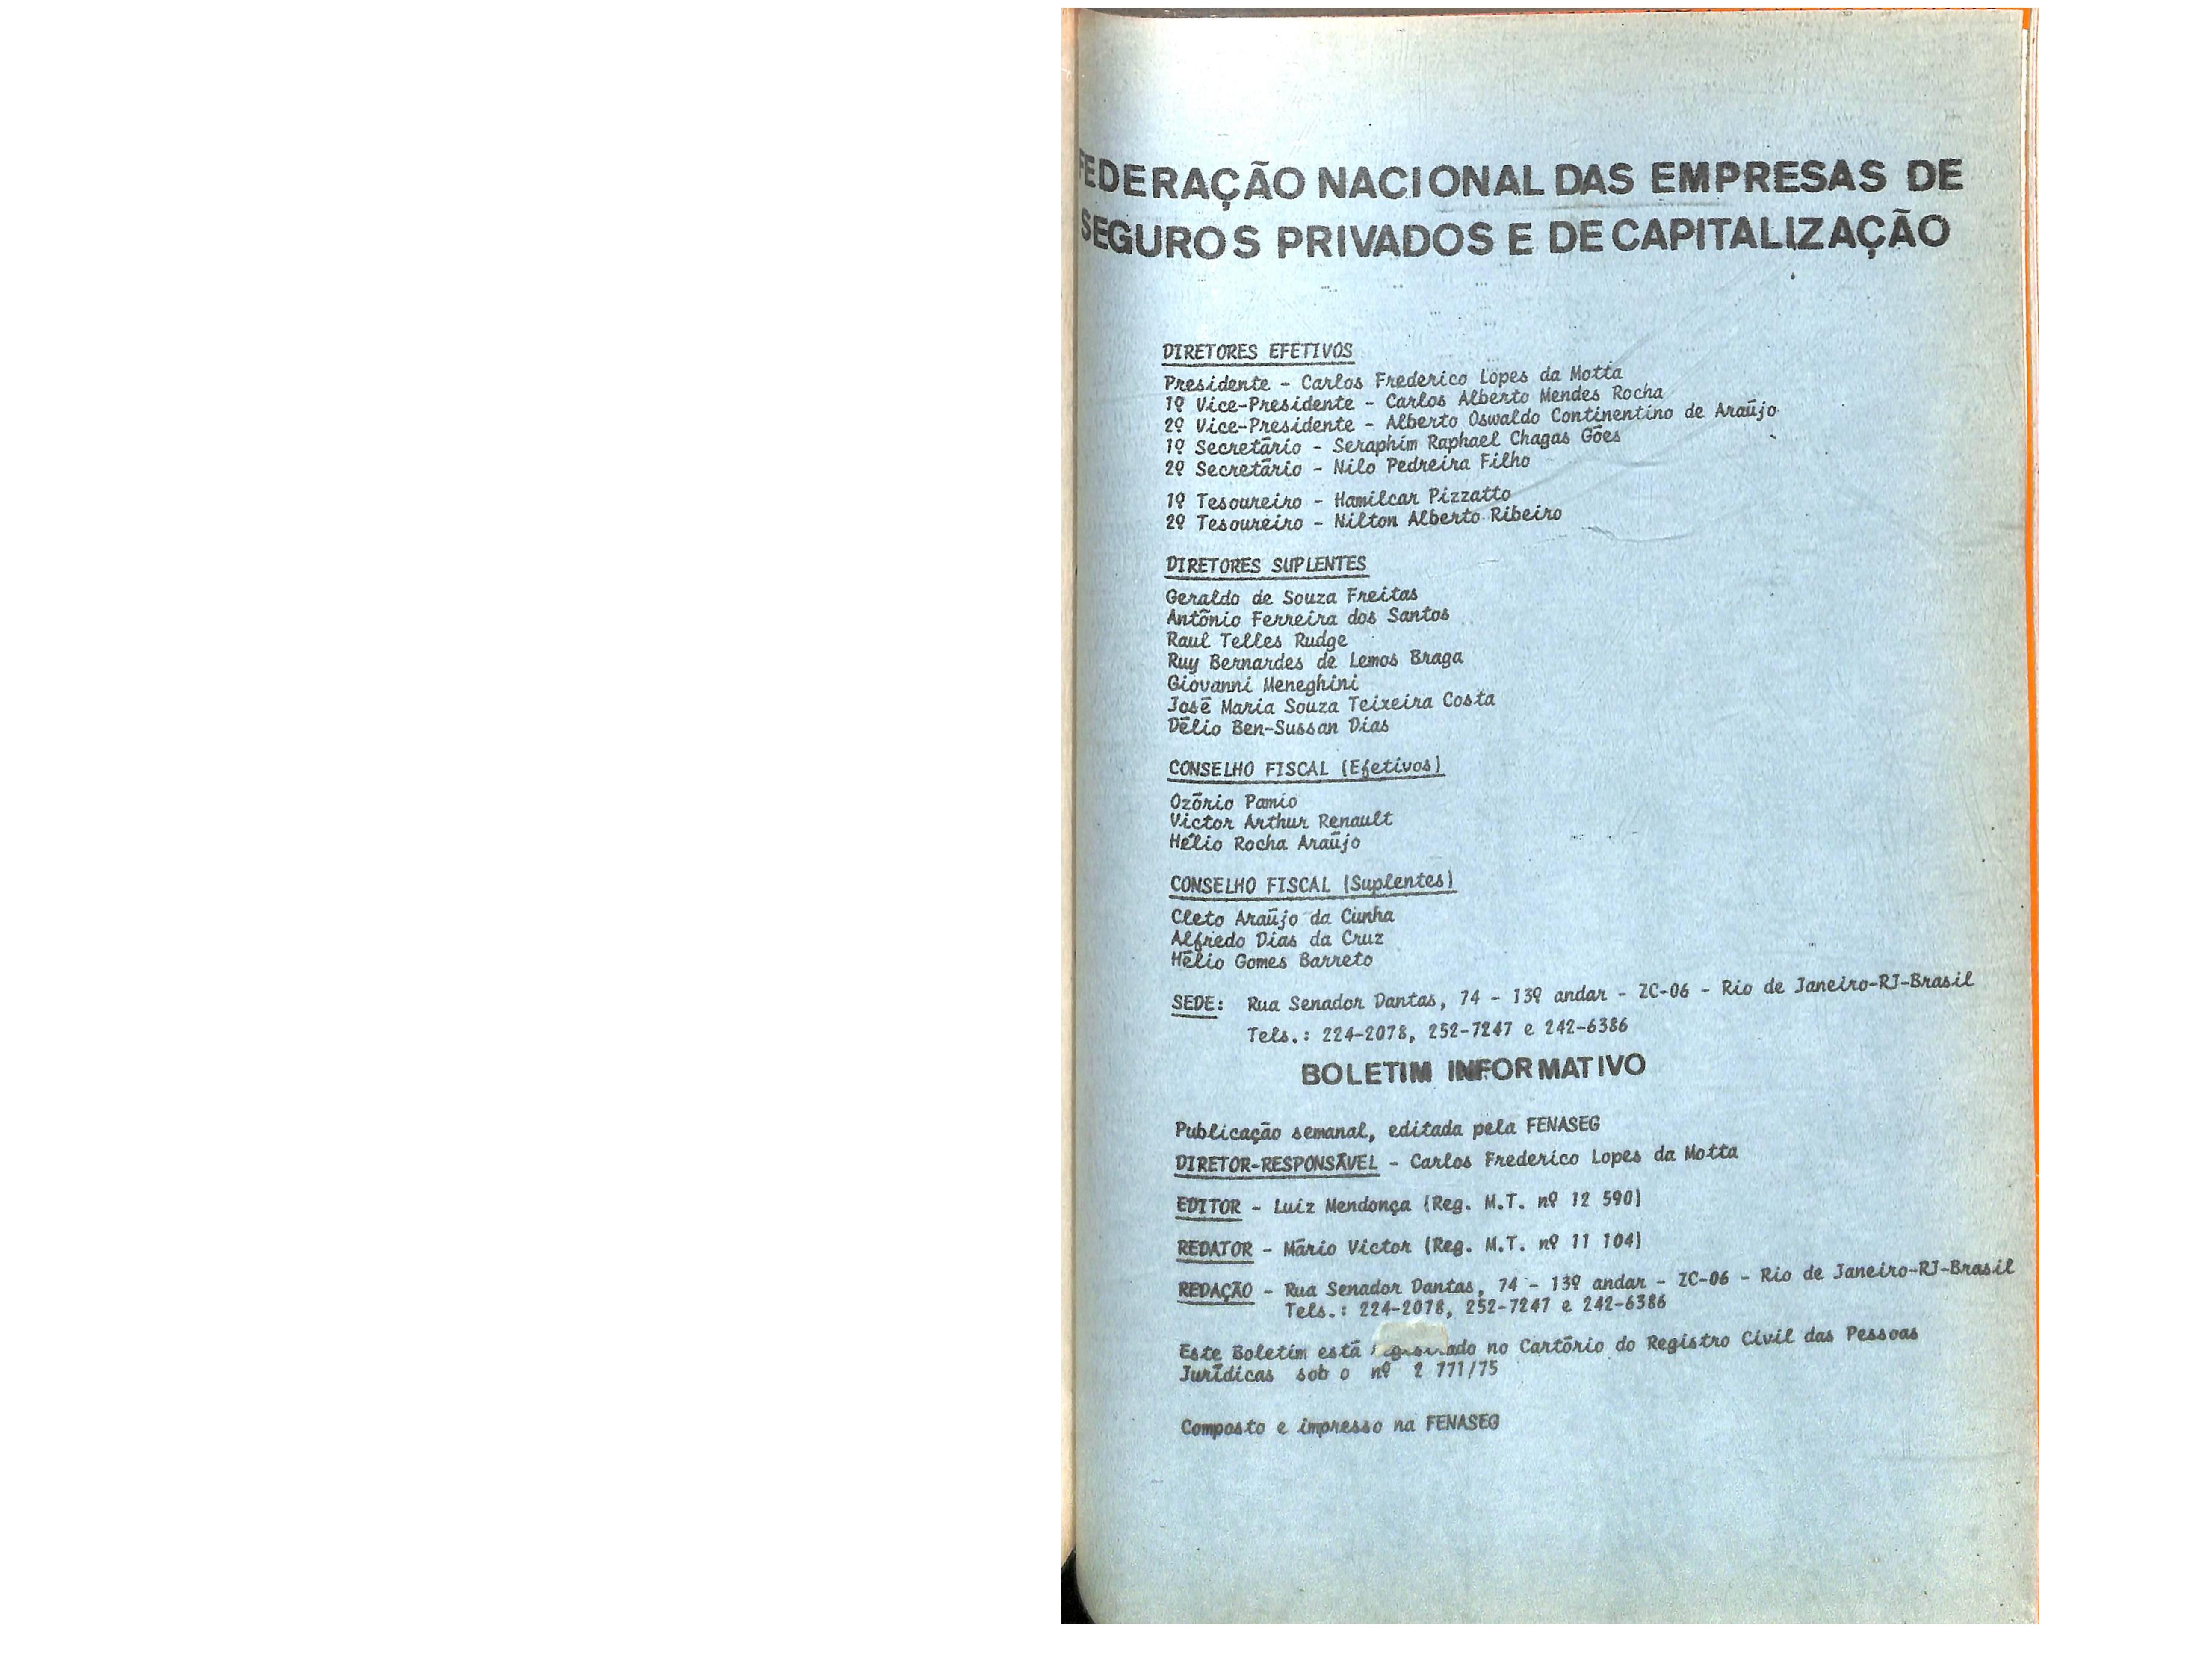 FEDERAÇÃO NACIONAL DAS EMPRESAS DE
SEGUROS PRIVADOS E DE CAPITALIZAÇÃO
DIRETORES EFETIVOS
Presidente - Carlos Frederico Lopes da Motta
1º Vice-Presidente - Carlos Alberto Mendes Rocha
2º Vice-Presidente - Alberto Oswaldo Continentino de Araújo
1º Secretário - Seraphim Raphael Chagas Góes
2º Secretário - Nilo Pedreira Filho
1º Tesoureiro - Hamilcar Pizzatto
2º Tesoureiro - Nilton Alberto Ribeiro
DIRETORES SUPLENTES
Geraldo de Souza Freitas
Antônio Ferreira dos Santos
Raul Telles Rudge
Ruy Bernardes de Lemos Braga
Giovanni Meneghini
José Maria Souza Teixeira Costa
Délio Ben-Sussan Dias
CONSELHO FISCAL (Efetivos)
Ozório Pamio
Victor Arthur Renault
Hélio Rocha Araújo
CONSELHO FISCAL (Suplentes)
Cleto Araújo da Cunha
Alfredo Dias da Cruz
Hélio Gomes Barreto
SEDE: Rua Senador Dantas, 74 - 13º andar - ZC-06 - Rio de Janeiro-RJ-Brasil
Tels.: 224-2078, 252-7247 e 242-6386
BOLETIM INFORMATIVO
Publicação semanal, editada pela FENASEG
DIRETOR-RESPONSÁVEL - Carlos Frederico Lopes da Motta
EDITOR - Luiz Mendonça (Reg. M.T. nº 12 590)
REDATOR - Mário Victor (Reg. M.T. nº 11 104)
REDAÇÃO - Rua Senador Dantas, 74 - 13º andar - ZC-06 - Rio de Janeiro-RJ-Brasil
Tels.: 224-2078, 252-7247 e 242-6386
Este Boletim está registrado no Cartório do Registro Civil das Pessoas
Jurídicas sob o nº 2 771/75
Composto e impresso na FENASEG